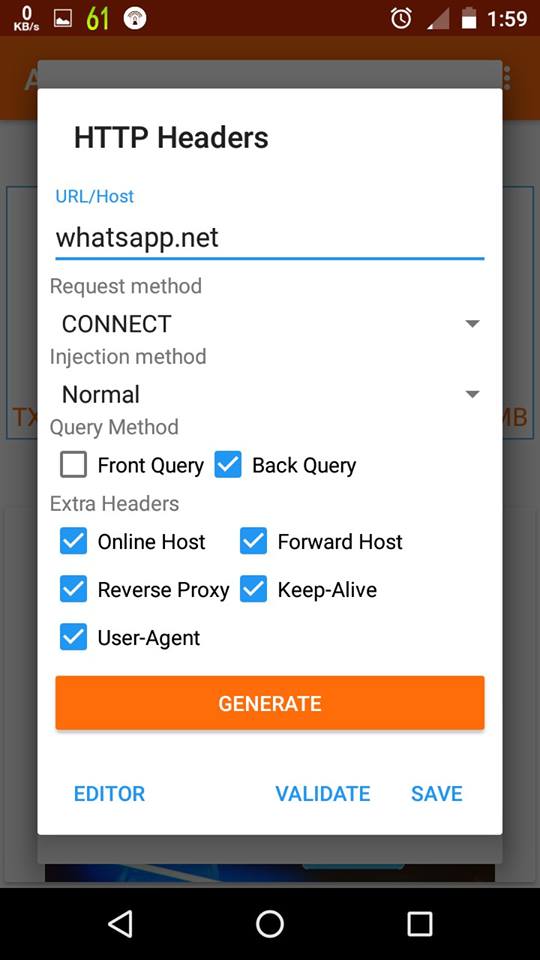 0
KB/s
61
1:59
A
HTTP Headers
URL/Host
whatsapp.net
Request method
CONNECT
Injection method
Normal
TX
MB
Query Method
Front Query
Back Query
Extra Headers
Online Host
Forward Host
Reverse Proxy
Keep-Alive
User-Agent
GENERATE
EDITOR
VALIDATE
SAVE